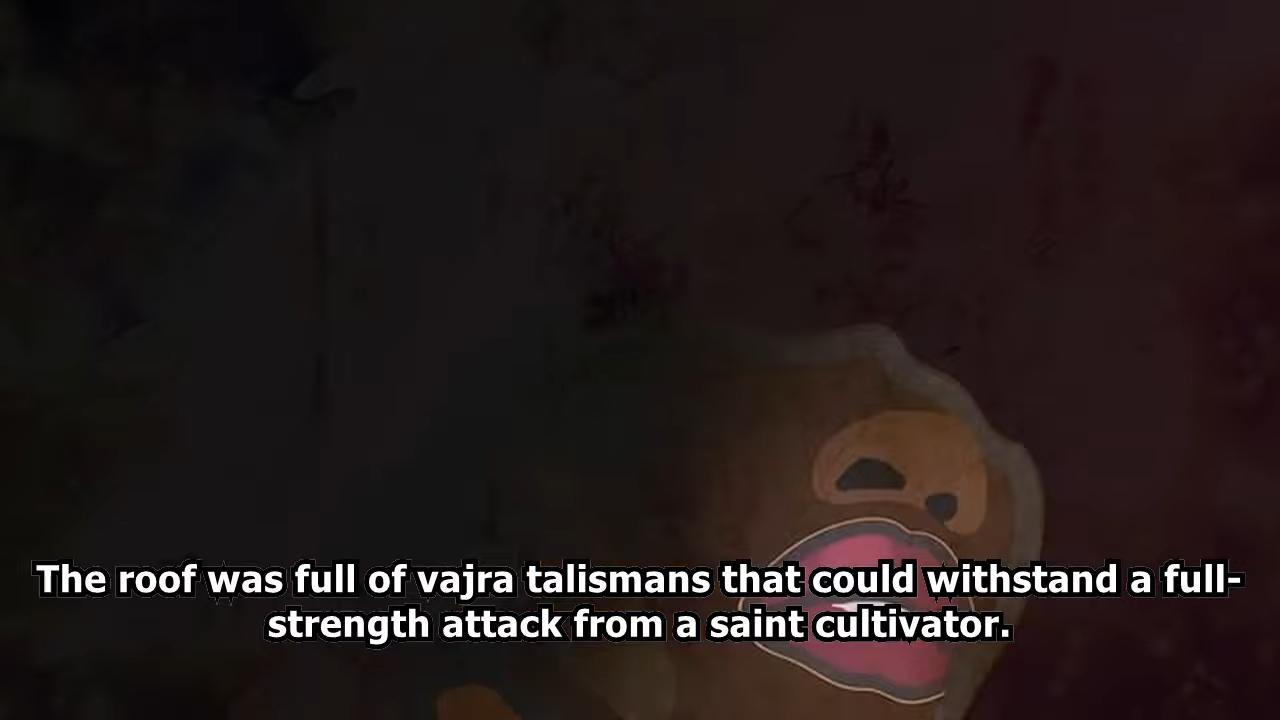 The roof was full of vajra talismans that could withstand a full-
strength attack from a saint cultivator.